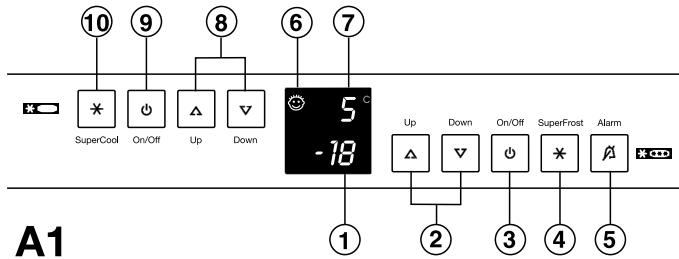 10 9 8 6 7
5 C
Up Down On/Off SuperFrost Alarm
SuperCool On/Off Up Down
-18
A1 1 2 3 4 5